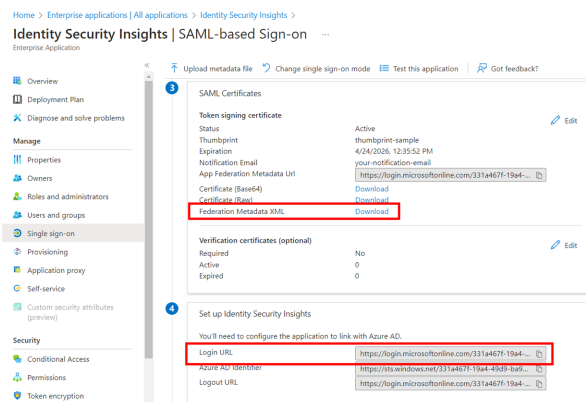 Home > Enterprise applications | All applications > Identity Security Insights >
Identity Security Insights | SAML-based Sign-on ...
Enterprise Application
«
Overview
Deployment Plan
Diagnose and solve problems
Manage
Properties
Owners
Roles and administrators
Users and groups
Single sign-on
Provisioning
Application proxy
Self-service
Custom security attributes
(preview)
Security
Conditional Access
Permissions
Token encryption
Upload metadata file Change single sign-on mode Test this application | Got feedback?
3
SAML Certificates
Token signing certificate
Edit
Status Active
Thumbprint thumbprint-sample
Expiration 4/24/2026, 12:35:52 PM
Notification Email your-notification-email
App Federation Metadata Url https://login.microsoftonline.com/331a467f-19a4-...
Certificate (Base64) Download
Certificate (Raw) Download
Federation Metadata XML Download
Verification certificates (optional)
Edit
Required No
Active 0
Expired 0
4
Set up Identity Security Insights
You'll need to configure the application to link with Azure AD.
Login URL https://login.microsoftonline.com/331a467f-19a4-...
Azure AD Identifier https://sts.windows.net/331a467f-19a4-49d9-ba9...
Logout URL https://login.microsoftonline.com/331a467f-19a4-...